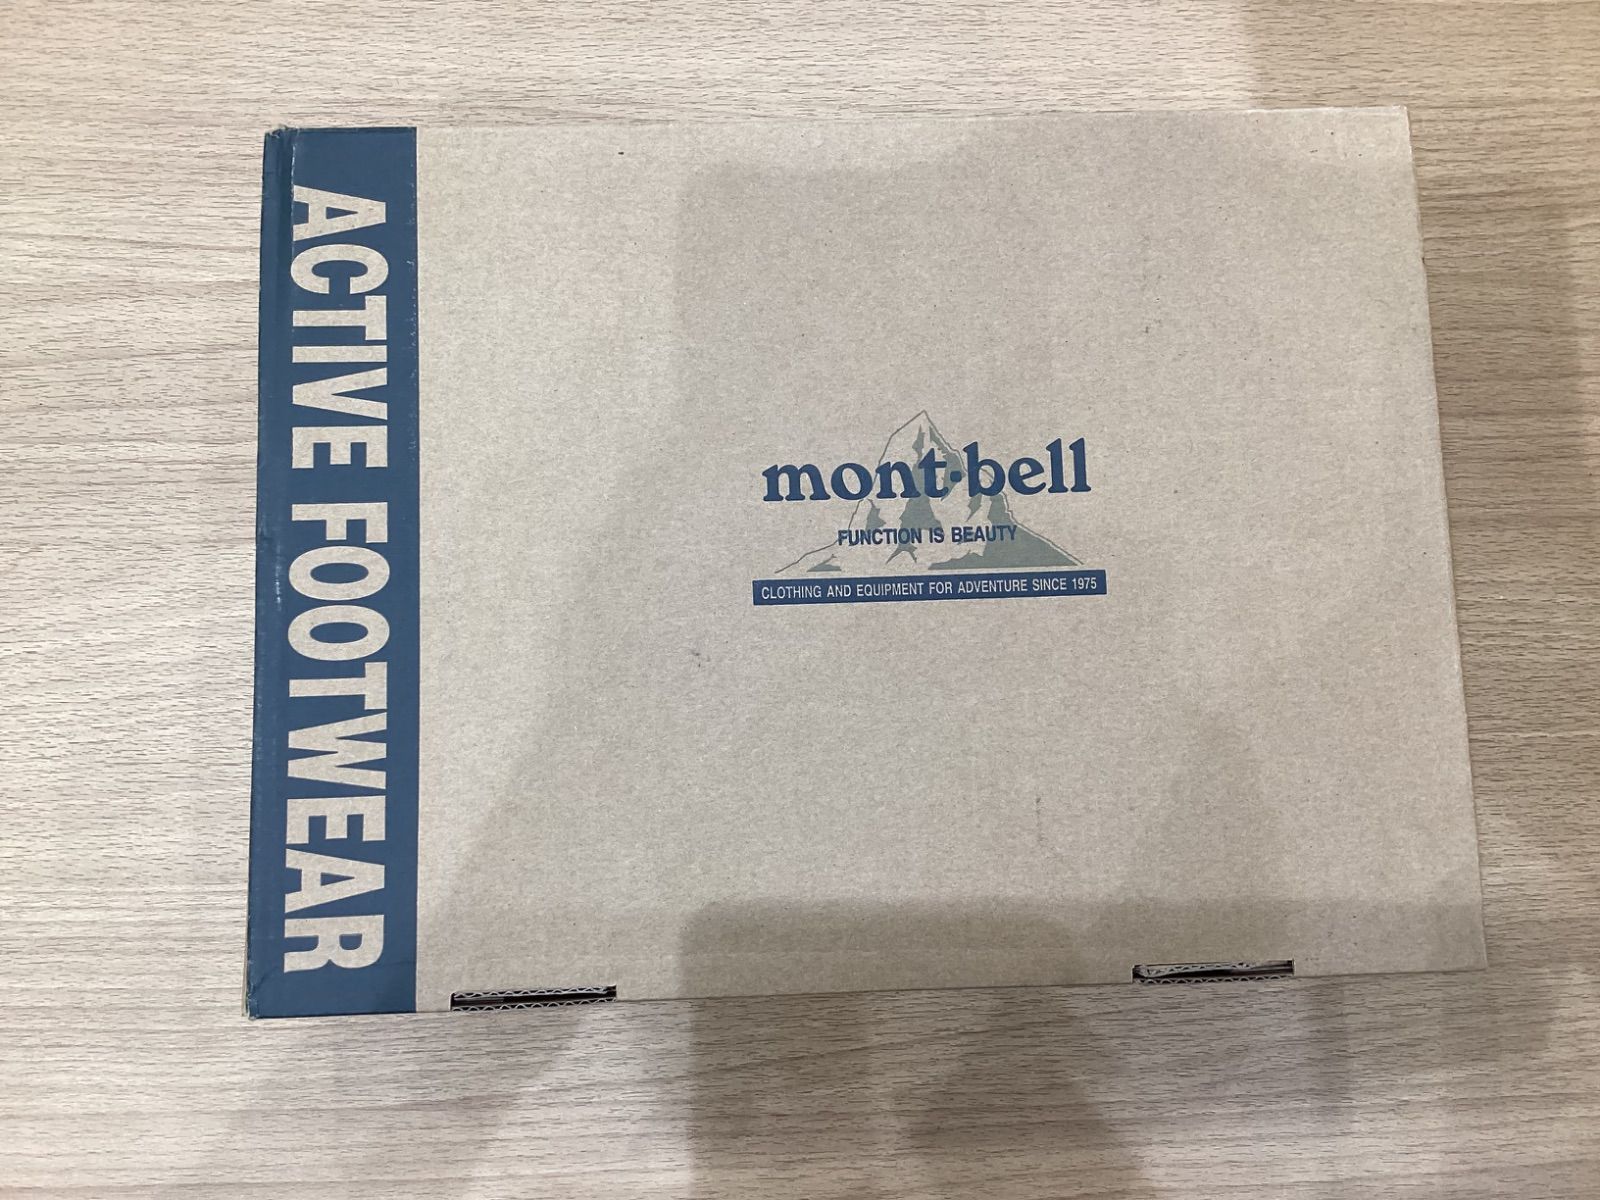 ACTIVE FOOTWEAR
mont-bell
FUNCTION IS BEAUTY
CLOTHING AND EQUIPMENT FOR ADVENTURE SINCE 1975